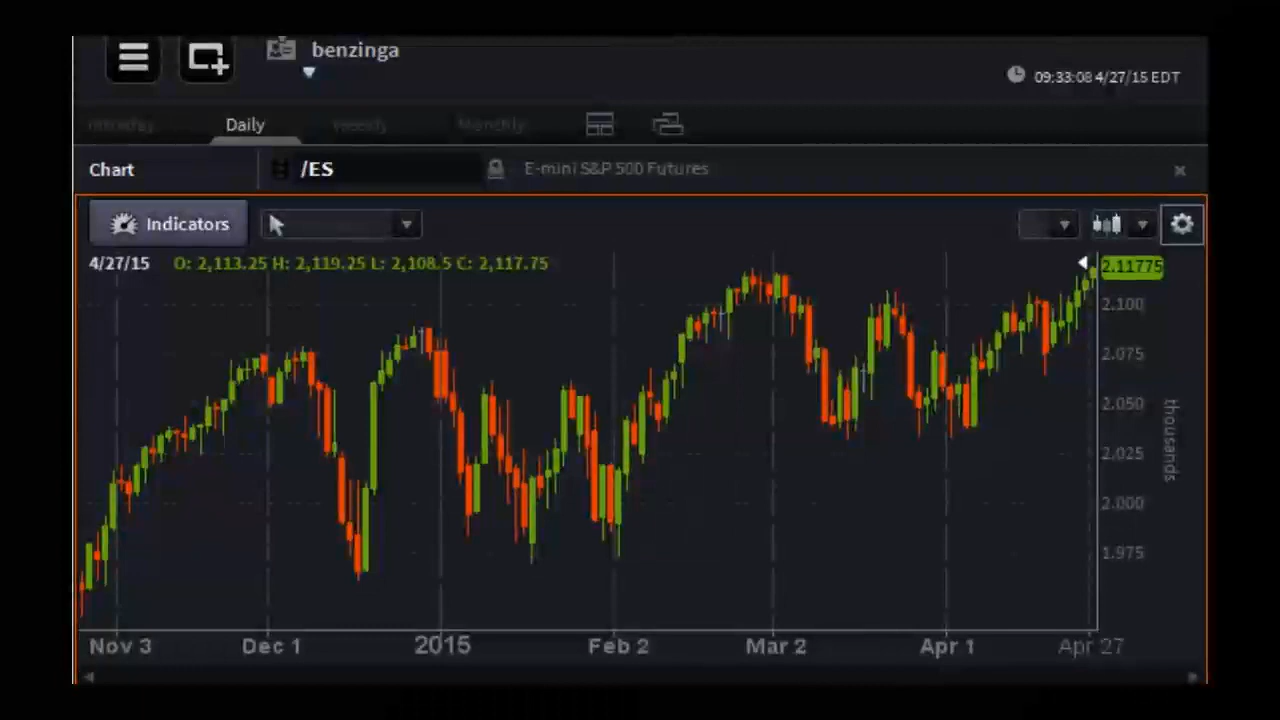 benzinga
09:33:08 4/27/15 EDT
Intraday Daily Weekly Monthly
Chart /ES E-mini S&P 500 Futures
Indicators
4/27/15 O: 2,113.25 H: 2,119.25 L: 2,108.5 C: 2,117.75
2.11775
2.100
2.075
2.050
2.025
2.000
1.975
thousands
Nov 3 Dec 1 2015 Feb 2 Mar 2 Apr 1 Apr 27